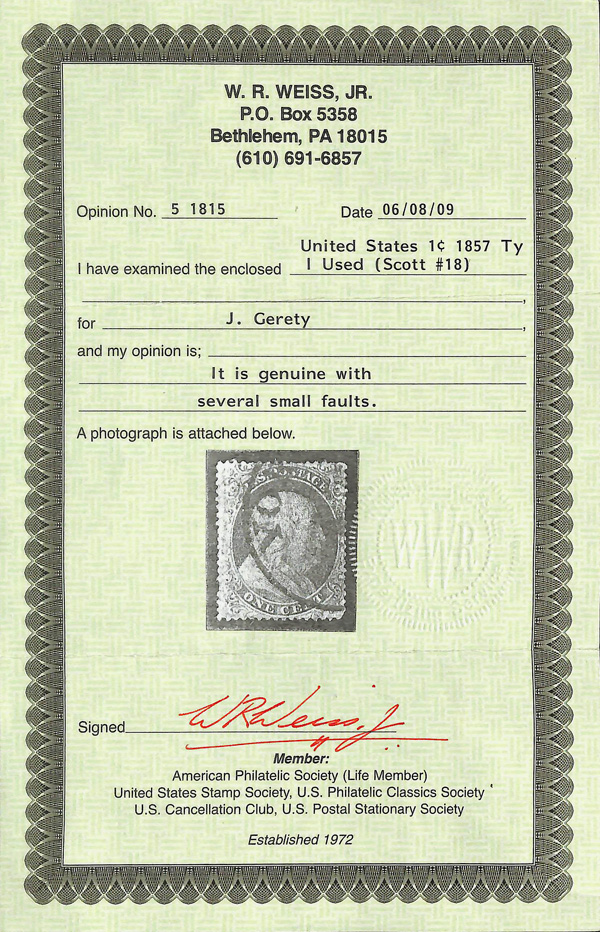 W. R. WEISS, JR.
P.O. Box 5358
Bethlehem, PA 18015
(610) 691-6857
Opinion No. 5 1815 Date 06/08/09
United States 1¢ 1857 Ty
I have examined the enclosed I Used (Scott #18)
,
for J. Gerety,
and my opinion is;
It is genuine with
several small faults.
A photograph is attached below.
U.S. POSTAGE
ONE CENT
WWR
Signed W R Weiss, Jr
Member:
American Philatelic Society (Life Member)
United States Stamp Society, U.S. Philatelic Classics Society
U.S. Cancellation Club, U.S. Postal Stationary Society
Established 1972